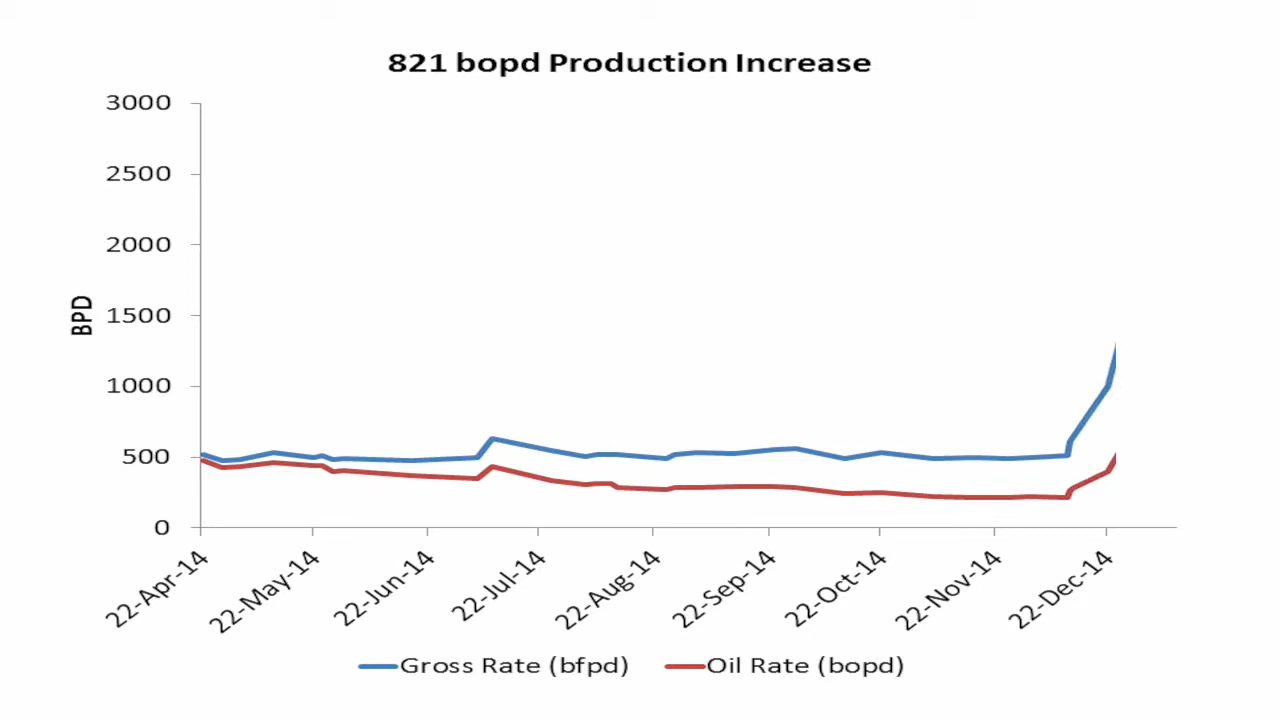 821 bopd Production Increase
3000
2500
2000
1500
1000
500
0
BPD
22-Apr-14
22-May-14
22-Jun-14
22-Jul-14
22-Aug-14
22-Sep-14
22-Oct-14
22-Nov-14
22-Dec-14
Gross Rate (bfpd)
Oil Rate (bopd)